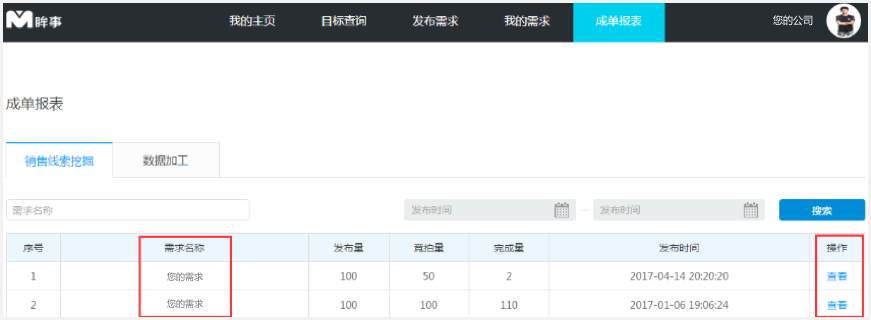 眸事 我的主页 目标查询 发布需求 我的需求 成单报表 您的公司
成单报表
销售线索挖掘 数据加工
需求名称 发布时间 — 发布时间 搜索
序号 需求名称 发布量 竞拍量 完成量 发布时间 操作
1 您的需求 100 50 2 2017-04-14 20:20:20 查看
2 您的需求 100 100 110 2017-01-06 19:06:24 查看